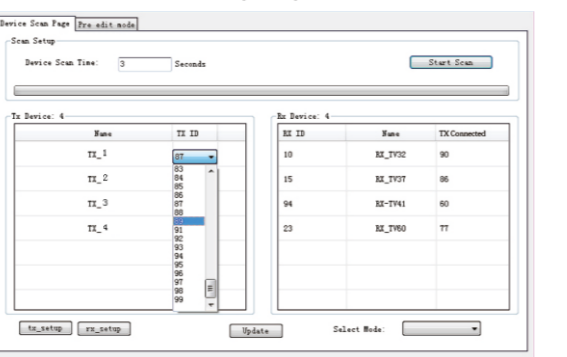 Device Scan Page Pre edit mode
Scan Setup
Device Scan Time: 3 Seconds Start Scan
Tx Device: 4 Rx Device: 4
Name TX ID RX ID Name TX Connected
TX_1 87 10 RX_TV32 90
83
84
85
TX_2 15 RX_TV37 86
86
87
88
TX_3 94 RX-TV41 60
91
92
TX_4 23 RX_TV60 77
93
94
95
96
97
98
99
tx_setup rx_setup Update Select Mode: